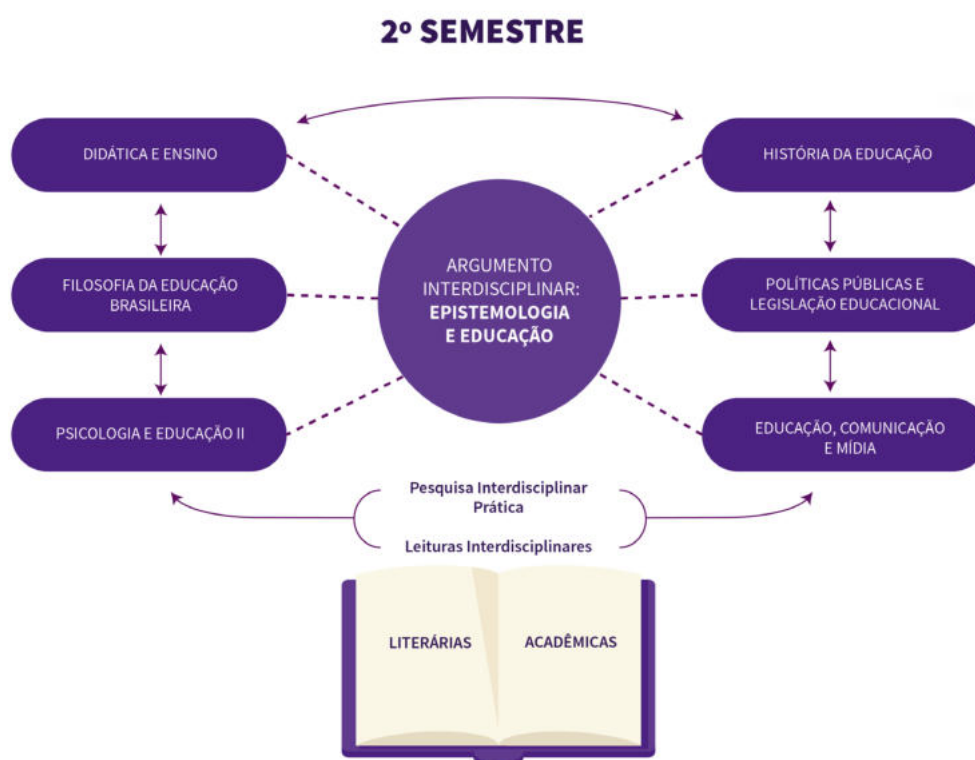 2º SEMESTRE
DIDÁTICA E ENSINO
HISTÓRIA DA EDUCAÇÃO
ARGUMENTO
INTERDISCIPLINAR:
EPISTEMOLOGIA
E EDUCAÇÃO
FILOSOFIA DA EDUCAÇÃO
BRASILEIRA
POLÍTICAS PÚBLICAS E
LEGISLAÇÃO EDUCACIONAL
PSICOLOGIA E EDUCAÇÃO II
EDUCAÇÃO, COMUNICAÇÃO
E MÍDIA
Pesquisa Interdisciplinar
Prática
Leituras Interdisciplinares
LITERÁRIAS
ACADÊMICAS